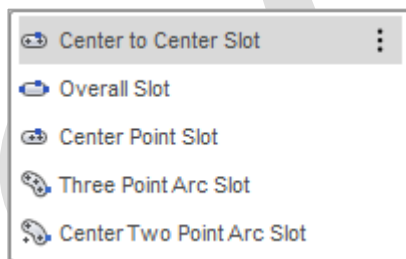 Center to Center Slot
Overall Slot
Center Point Slot
Three Point Arc Slot
Center Two Point Arc Slot